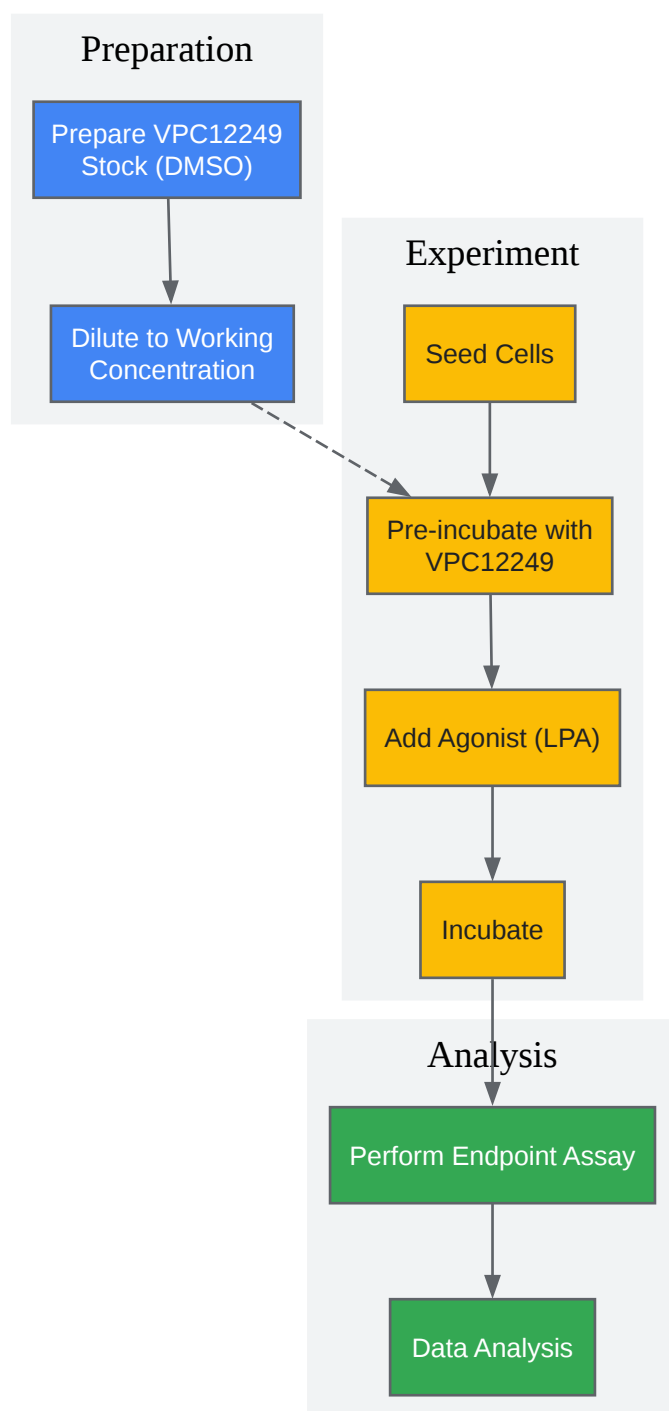 Preparation
Prepare VPC12249
Stock (DMSO)
Dilute to Working
Concentration
Experiment
Seed Cells
Pre-incubate with
VPC12249
Add Agonist (LPA)
Incubate
Analysis
Perform Endpoint Assay
Data Analysis